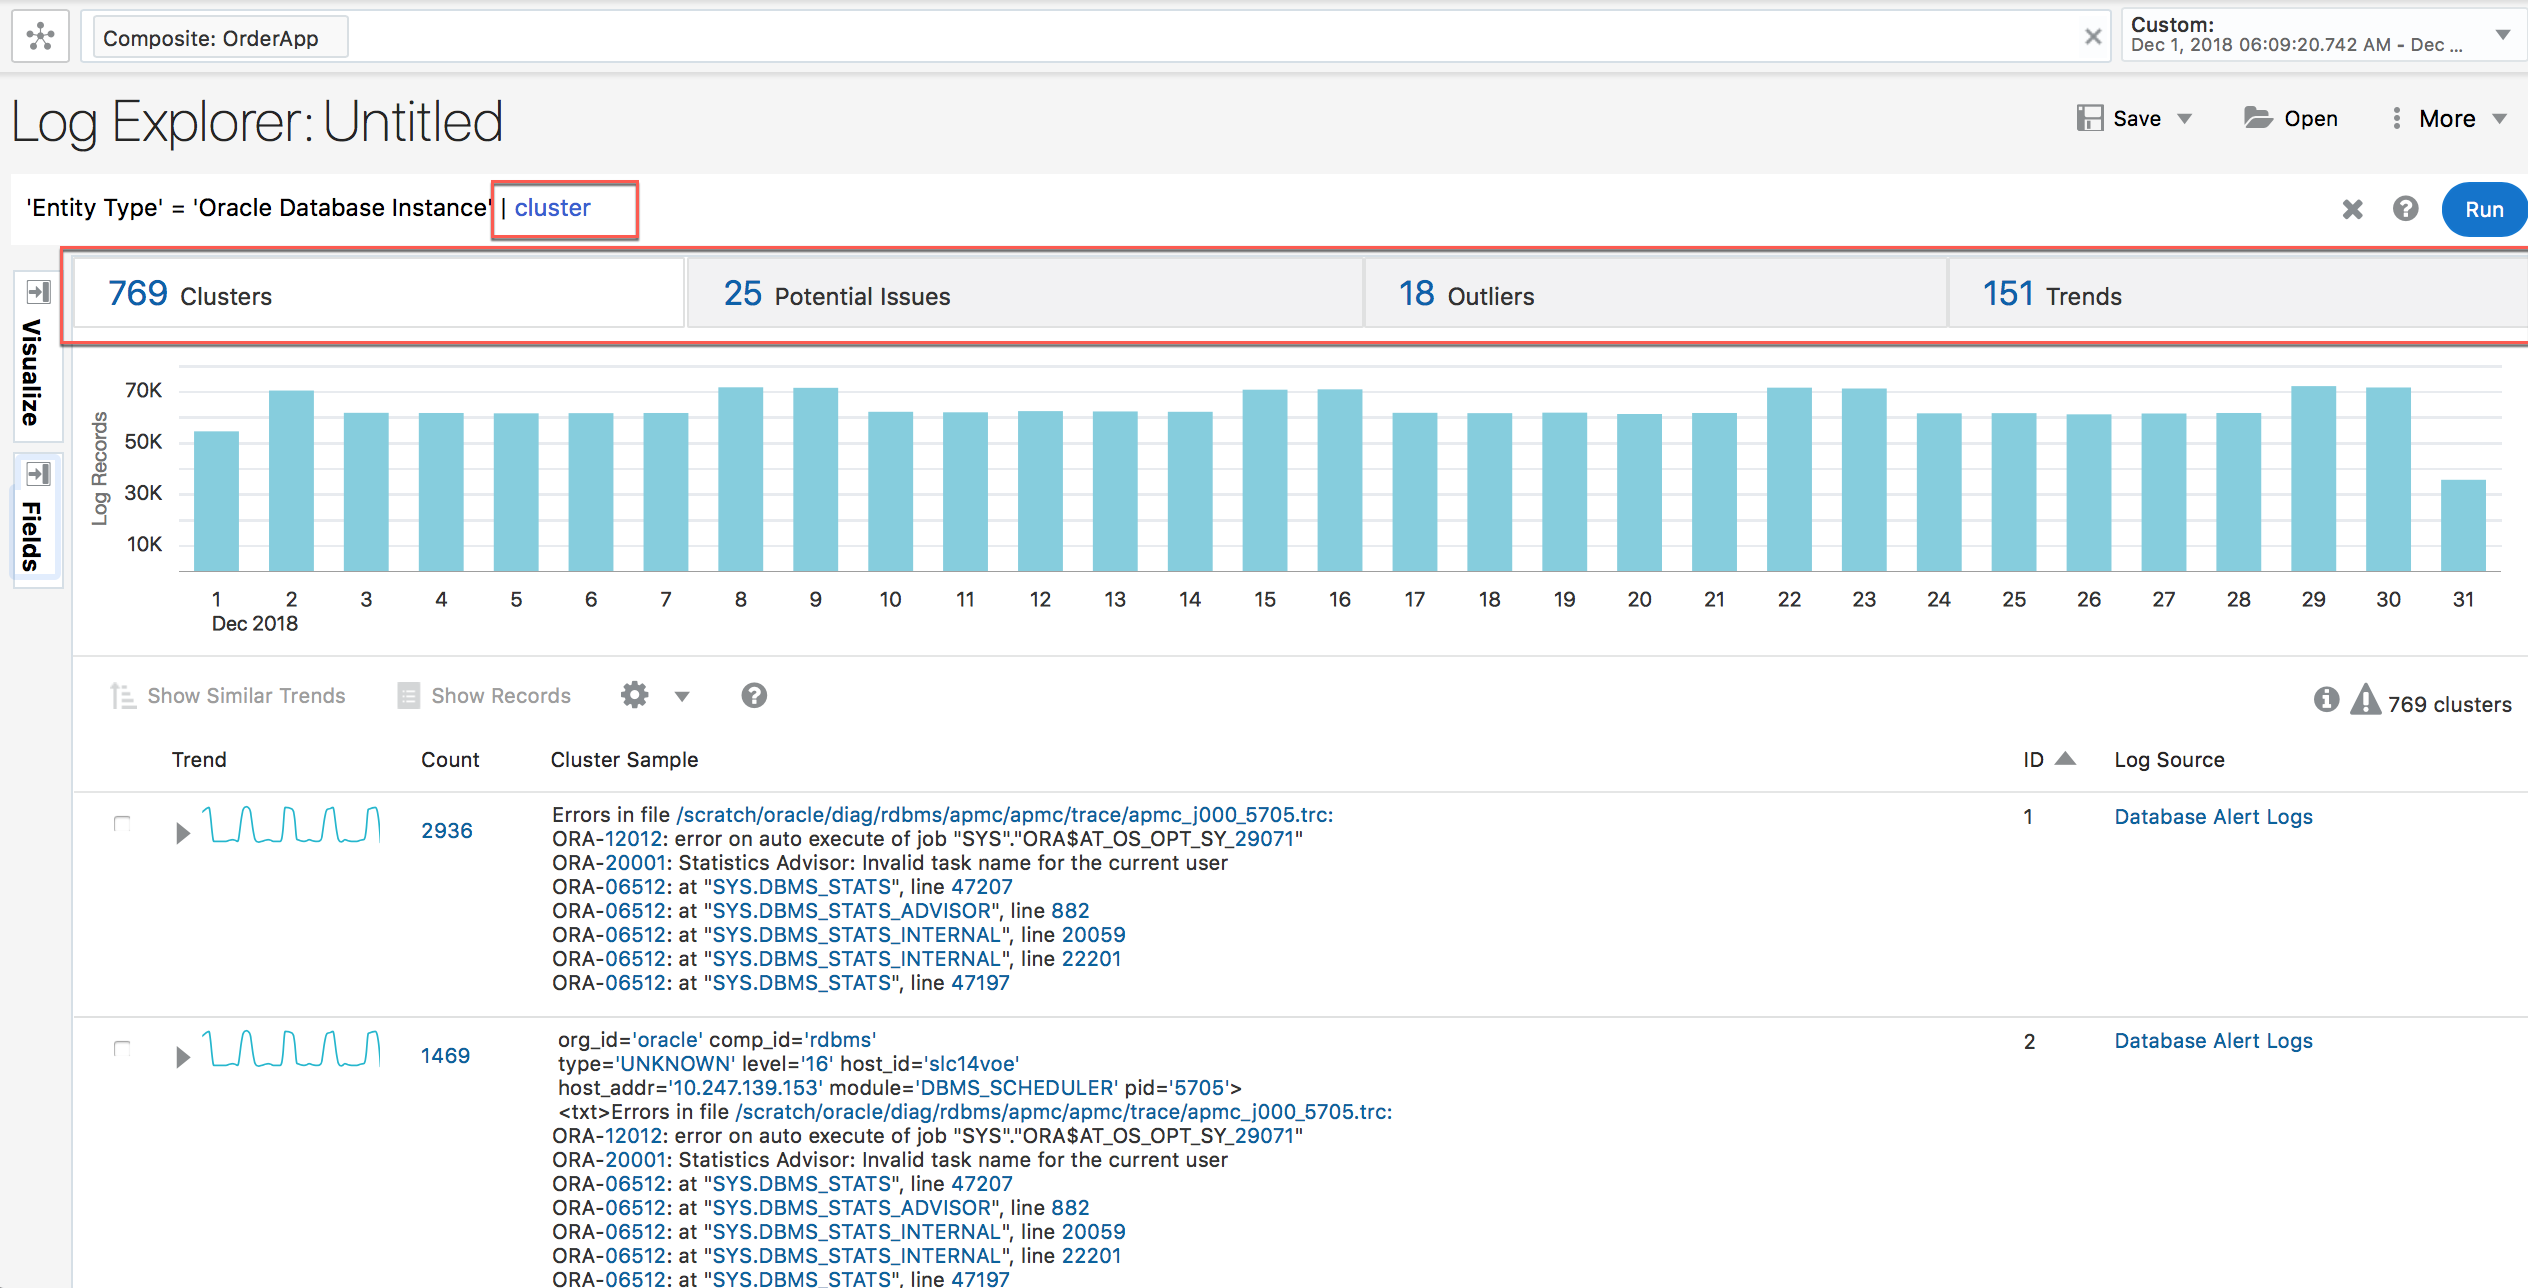 Composite: OrderApp
Custom:
Dec 1, 2018 06:09:20.742 AM - Dec ...
Log Explorer: Untitled
Save
Open
More
'Entity Type' = 'Oracle Database Instance' | cluster
Run
Visualize
Fields
769 Clusters
25 Potential Issues
18 Outliers
151 Trends
Log Records
70K
50K
30K
10K
1 2 3 4 5 6 7 8 9 10 11 12 13 14 15 16 17 18 19 20 21 22 23 24 25 26 27 28 29 30 31
Dec 2018
Show Similar Trends
Show Records
769 clusters
Trend Count Cluster Sample ID Log Source
2936
Errors in file /scratch/oracle/diag/rdbms/apmc/apmc/trace/apmc_j000_5705.trc:
ORA-12012: error on auto execute of job "SYS"."ORA$AT_OS_OPT_SY_29071"
ORA-20001: Statistics Advisor: Invalid task name for the current user
ORA-06512: at "SYS.DBMS_STATS", line 47207
ORA-06512: at "SYS.DBMS_STATS_ADVISOR", line 882
ORA-06512: at "SYS.DBMS_STATS_INTERNAL", line 20059
ORA-06512: at "SYS.DBMS_STATS_INTERNAL", line 22201
ORA-06512: at "SYS.DBMS_STATS", line 47197
1
Database Alert Logs
1469
org_id='oracle' comp_id='rdbms'
type='UNKNOWN' level='16' host_id='slc14voe'
host_addr='10.247.139.153' module='DBMS_SCHEDULER' pid='5705'>
<txt>Errors in file /scratch/oracle/diag/rdbms/apmc/apmc/trace/apmc_j000_5705.trc:
ORA-12012: error on auto execute of job "SYS"."ORA$AT_OS_OPT_SY_29071"
ORA-20001: Statistics Advisor: Invalid task name for the current user
ORA-06512: at "SYS.DBMS_STATS", line 47207
ORA-06512: at "SYS.DBMS_STATS_ADVISOR", line 882
ORA-06512: at "SYS.DBMS_STATS_INTERNAL", line 20059
ORA-06512: at "SYS.DBMS_STATS_INTERNAL", line 22201
ORA-06512: at "SYS.DBMS_STATS", line 47197
2
Database Alert Logs